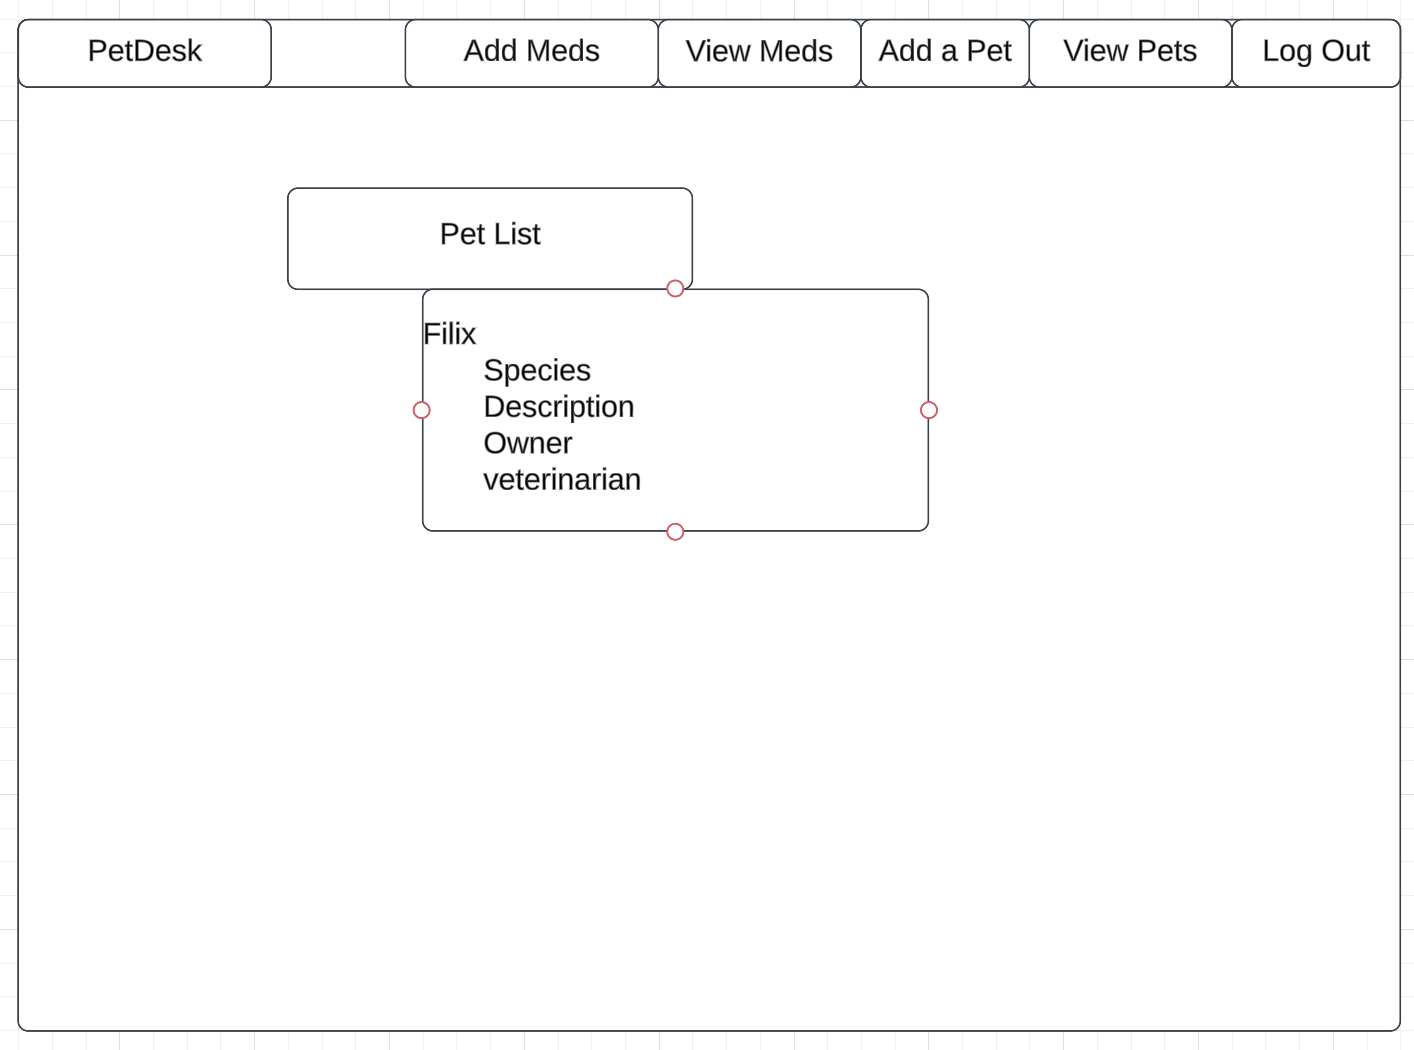 PetDesk
Add Meds
View Meds
Add a Pet
View Pets
Log Out
Pet List
Filix
Species
Description
Owner
veterinarian